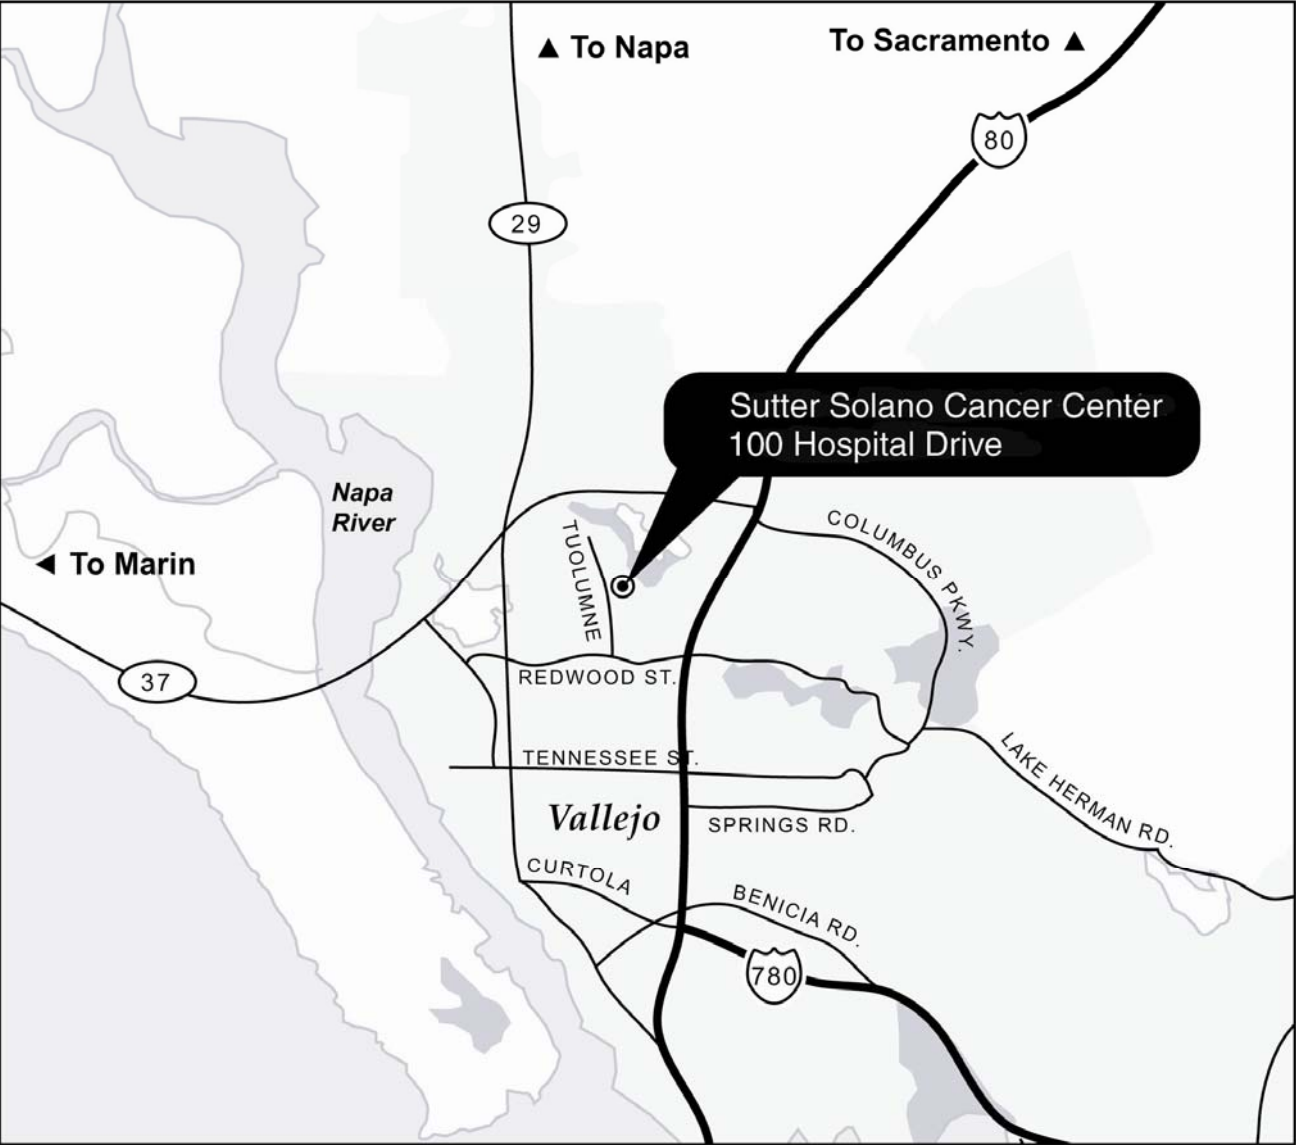 ▲ To Napa
To Sacramento ▲
80
29
Sutter Solano Cancer Center
100 Hospital Drive
Napa
River
COLUMBUS PKWY.
◄ To Marin
TUOLUMNE
37
REDWOOD ST.
TENNESSEE ST.
LAKE HERMAN RD.
Vallejo
SPRINGS RD.
CURTOLA
BENICIA RD.
780